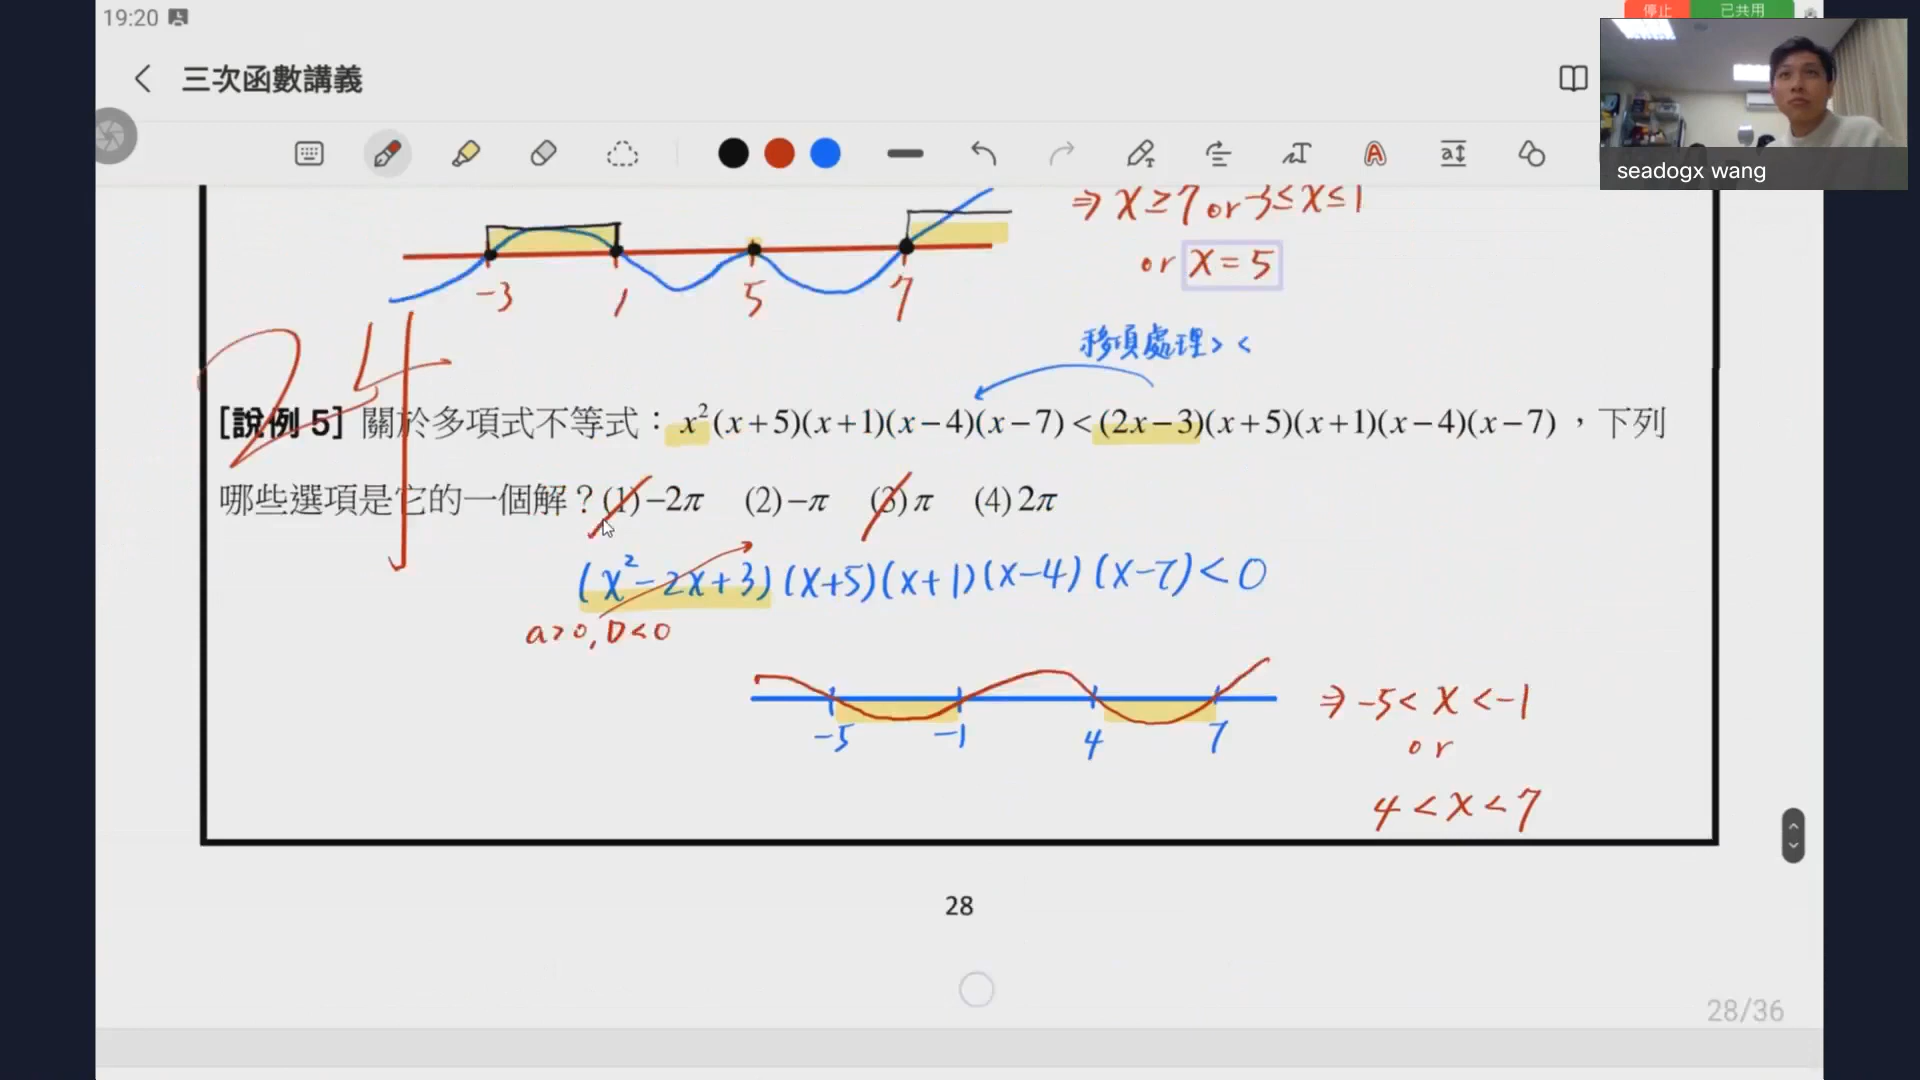 19:20
停止 已共用
三次函數講義
seadogx wang
⇒ x ≥ 7 or -3 ≤ x ≤ 1
or x = 5
-3 1 5 7
移項處理 > <
24
[說例 5] 關於多項式不等式：x²(x+5)(x+1)(x−4)(x−7)<(2x−3)(x+5)(x+1)(x−4)(x−7)，下列
哪些選項是它的一個解？(1)−2π (2)−π (3)π (4)2π
(x²-2x+3)(x+5)(x+1)(x-4)(x-7)<0
a>0, D<0
-5 -1 4 7
⇒ -5 < x < -1
or
4 < x < 7
28
28/36